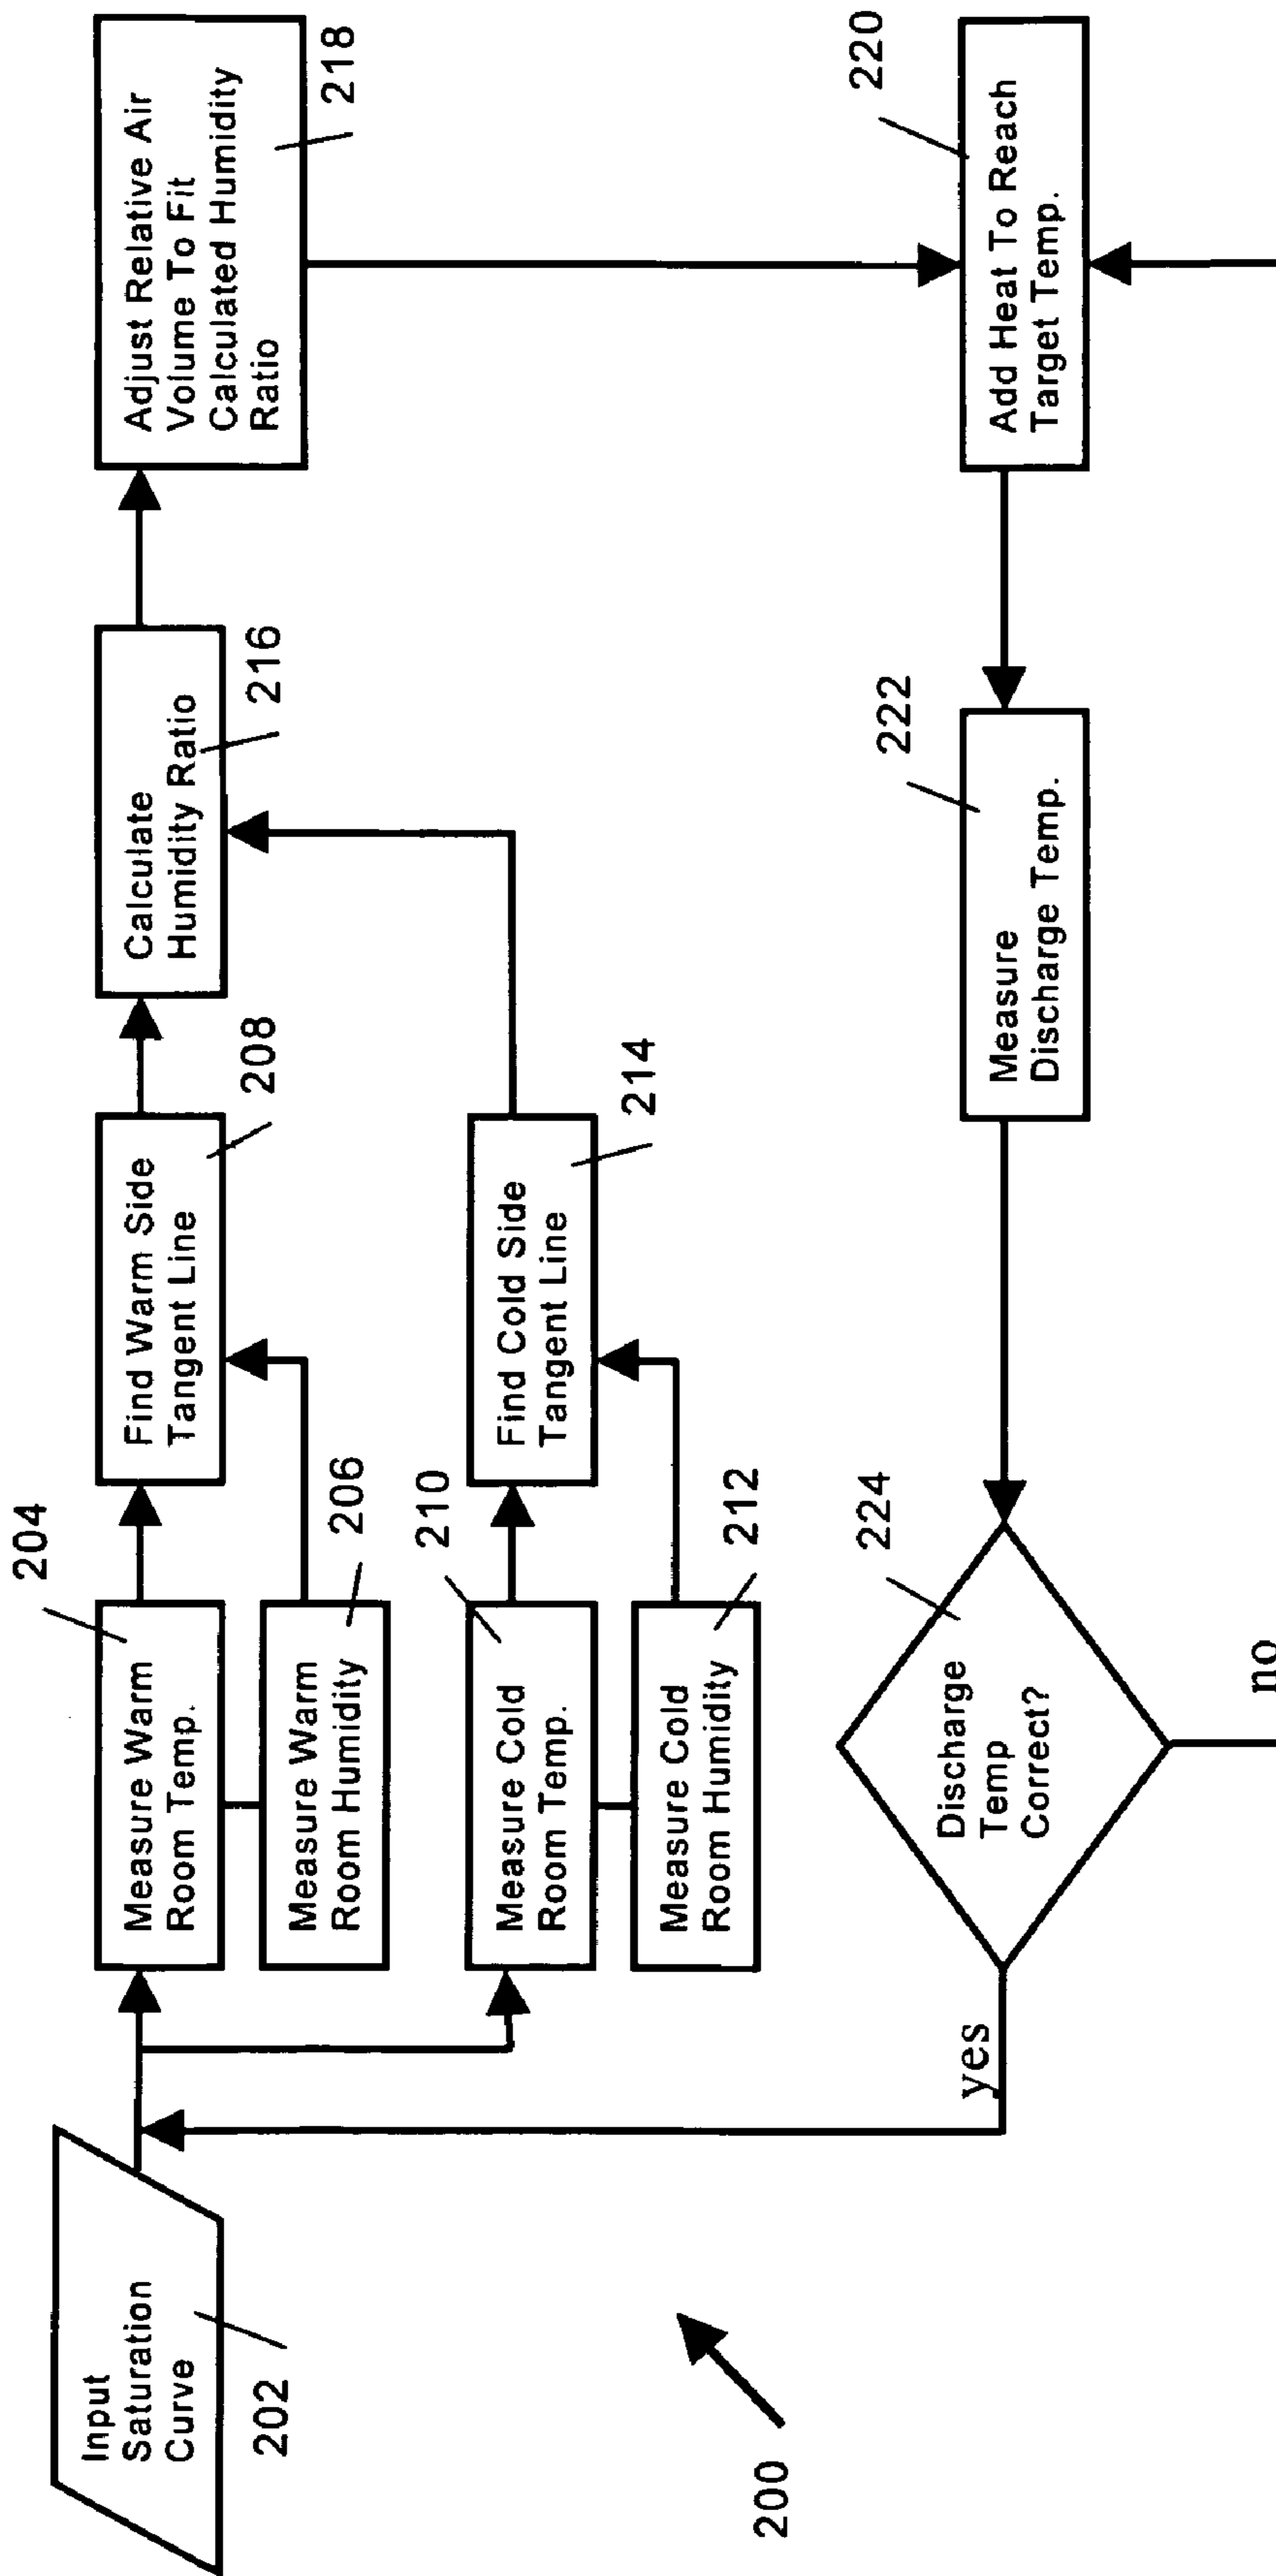 Input
Saturation
Curve
202
Measure Warm
Room Temp.
204
Measure Warm
Room Humidity
206
Find Warm Side
Tangent Line
208
Measure Cold
Room Temp.
210
Measure Cold
Room Humidity
212
Find Cold Side
Tangent Line
214
Calculate
Humidity Ratio
216
Adjust Relative Air
Volume To Fit
Calculated Humidity
Ratio
218
Add Heat To Reach
Target Temp.
220
Measure
Discharge Temp.
222
Discharge
Temp
Correct?
224
yes
no
200